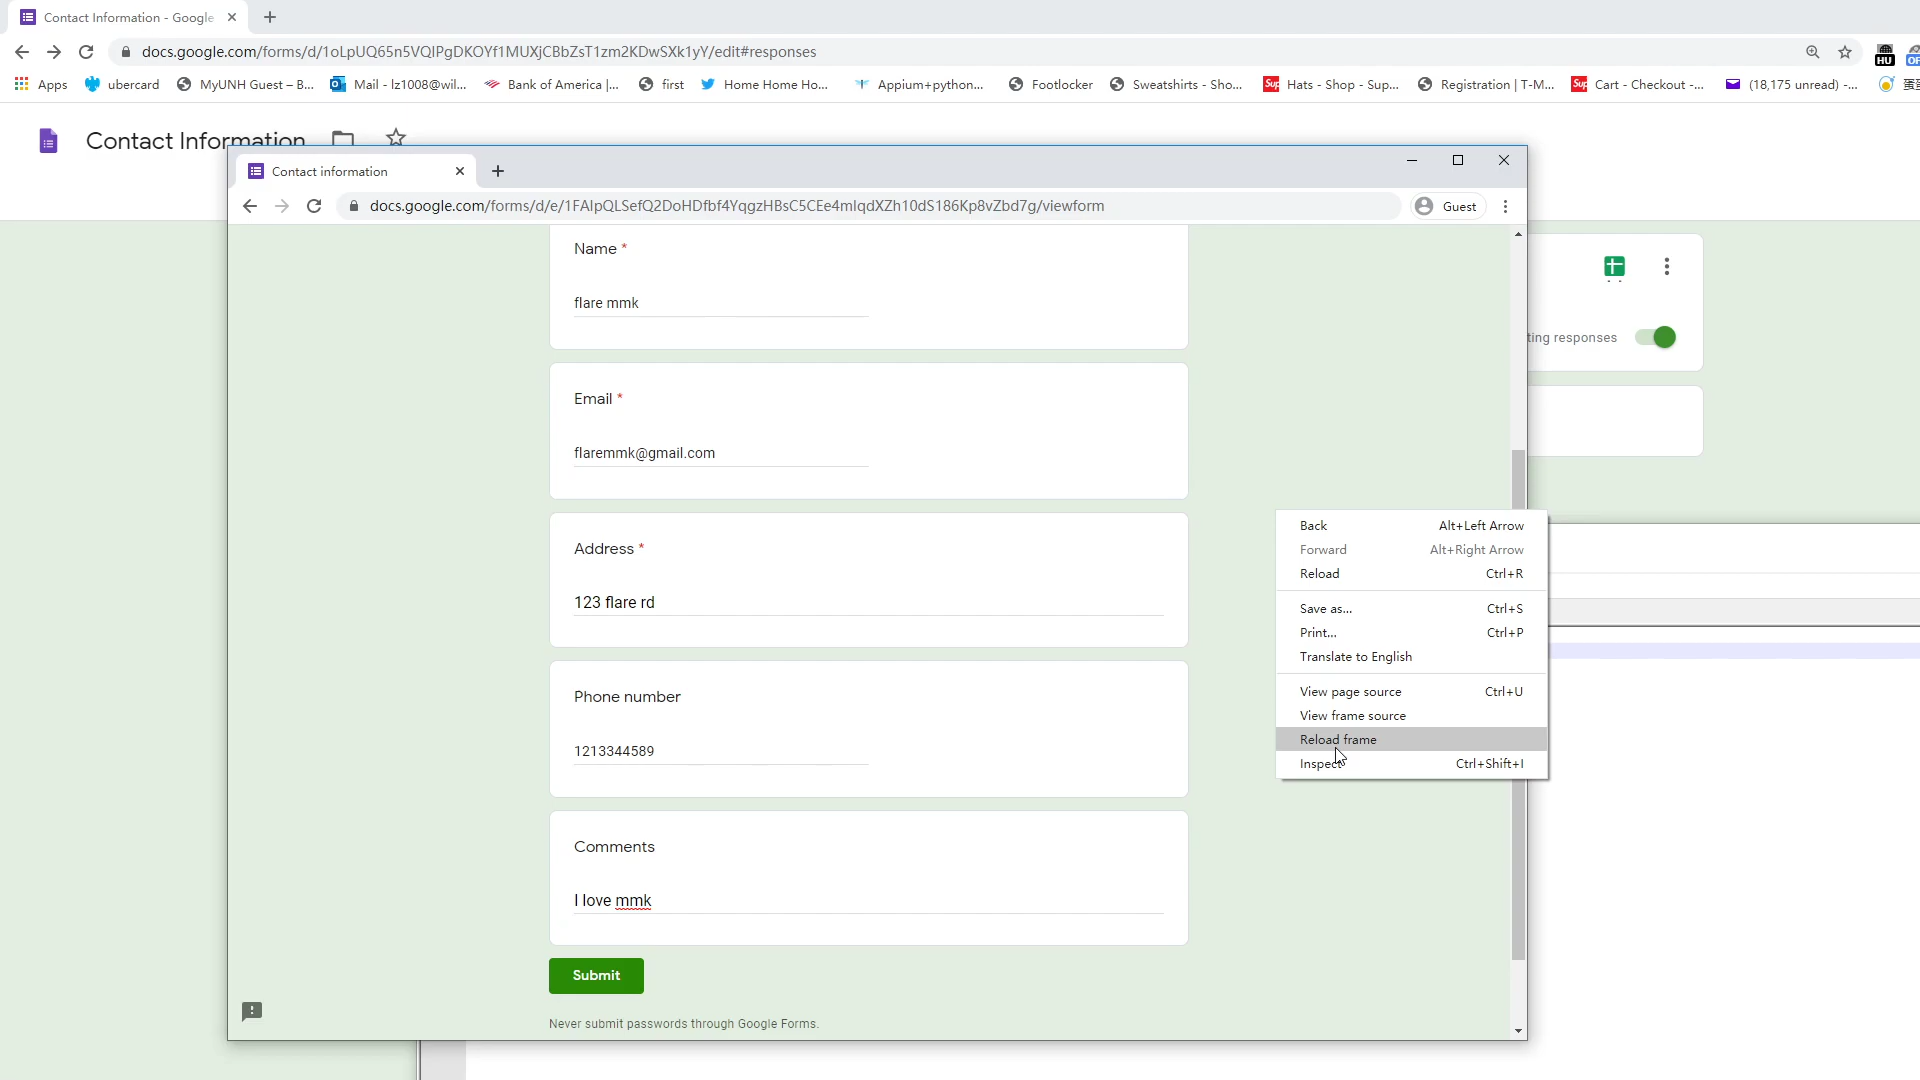 Contact Information - Google
docs.google.com/forms/d/1oLpUQ65n5VQIPgDKOYf1MUXjCBbZsT1zm2KDwSXk1yY/edit#responses
HU
Apps
ubercard
MyUNH Guest – B...
Mail - lz1008@wil...
Bank of America |...
first
Home Home Ho...
Appium+python...
Footlocker
Sweatshirts - Sho...
Sup
Hats - Shop - Sup...
Registration | T-M...
Sup
Cart - Checkout -...
(18,175 unread) -...
Contact Information
Contact information
docs.google.com/forms/d/e/1FAIpQLSefQ2DoHDfbf4YqgzHBsC5CEe4mIqdXZh10dS186Kp8vZbd7g/viewform
Guest
Name *
flare mmk
ting responses
Email *
flaremmk@gmail.com
Address *
123 flare rd
Phone number
1213344589
Comments
I love mmk
Submit
Never submit passwords through Google Forms.
Back Alt+Left Arrow
Forward Alt+Right Arrow
Reload Ctrl+R
Save as... Ctrl+S
Print... Ctrl+P
Translate to English
View page source Ctrl+U
View frame source
Reload frame
Inspect Ctrl+Shift+I